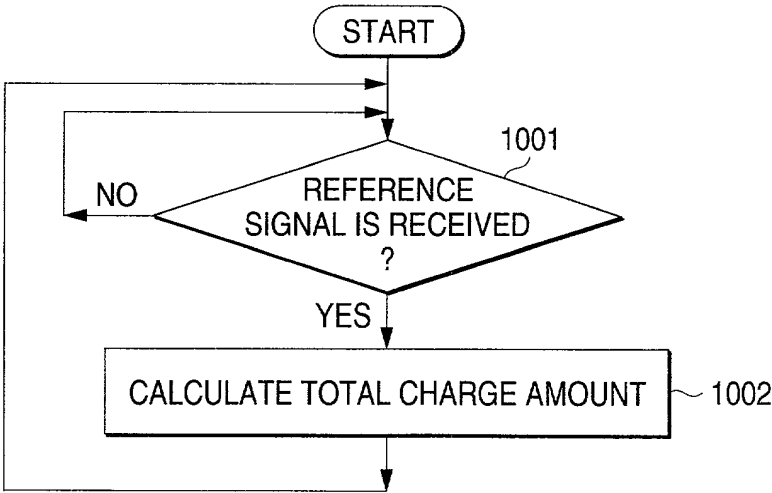 START
1001
REFERENCE
SIGNAL IS RECEIVED
?
NO
YES
CALCULATE TOTAL CHARGE AMOUNT
1002